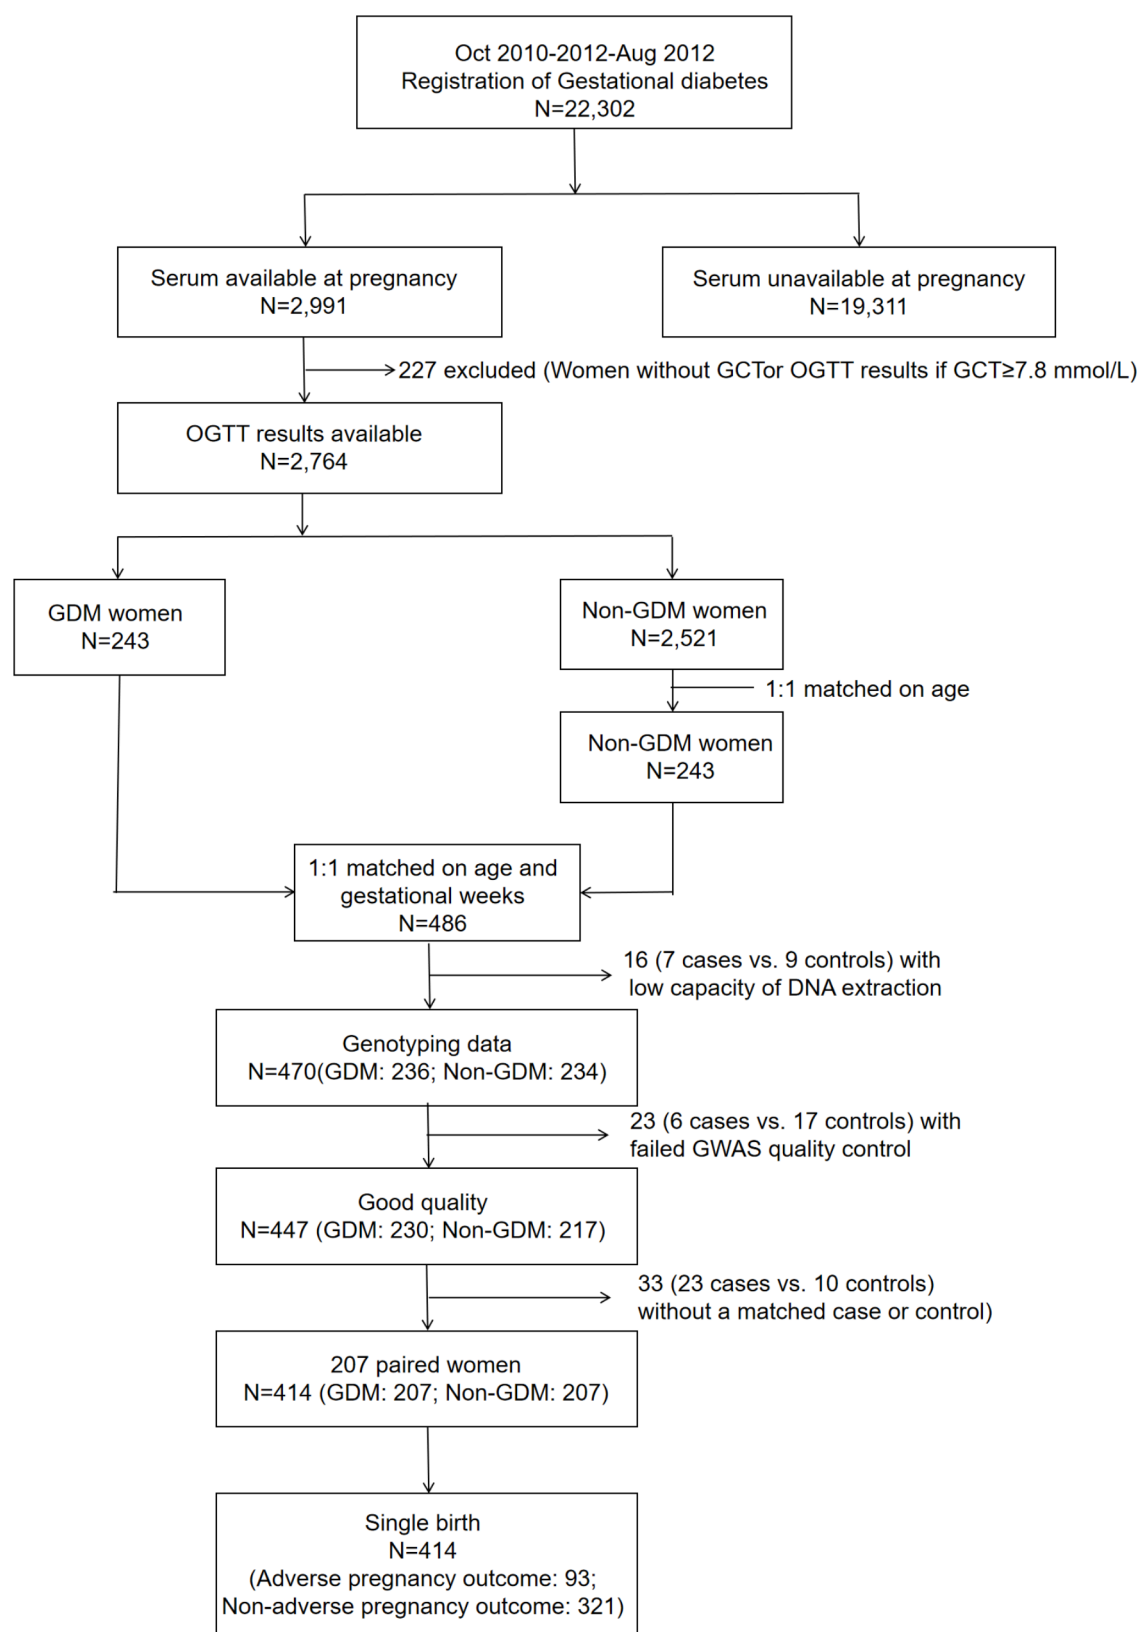 Oct 2010-2012-Aug 2012
Registration of Gestational diabetes
N=22,302
Serum available at pregnancy
N=2,991
Serum unavailable at pregnancy
N=19,311
227 excluded (Women without GCTor OGTT results if GCT≥7.8 mmol/L)
OGTT results available
N=2,764
GDM women
N=243
Non-GDM women
N=2,521
1:1 matched on age
Non-GDM women
N=243
1:1 matched on age and
gestational weeks
N=486
16 (7 cases vs. 9 controls) with
low capacity of DNA extraction
Genotyping data
N=470(GDM: 236; Non-GDM: 234)
23 (6 cases vs. 17 controls) with
failed GWAS quality control
Good quality
N=447 (GDM: 230; Non-GDM: 217)
33 (23 cases vs. 10 controls)
without a matched case or control)
207 paired women
N=414 (GDM: 207; Non-GDM: 207)
Single birth
N=414
(Adverse pregnancy outcome: 93;
Non-adverse pregnancy outcome: 321)